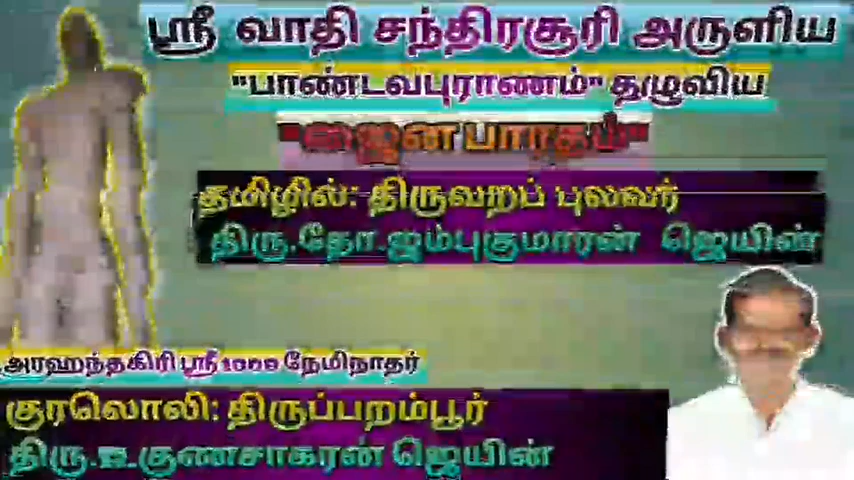 ஸ்ரீ வாதி சந்திரசூரி அருளிய
"பாண்டவபுராணம்" தழுவிய
"ஜைன பாரதம்"
தமிழில்: திருவறப் புலவர்
திரு.தோ.ஜம்புகுமாரன் ஜெயின்
அரஹந்தகிரி ஸ்ரீ 1008 நேமிநாதர்
குரலொலி: திருப்பறம்பூர்
திரு.ஐ.குணசாகரன் ஜெயின்